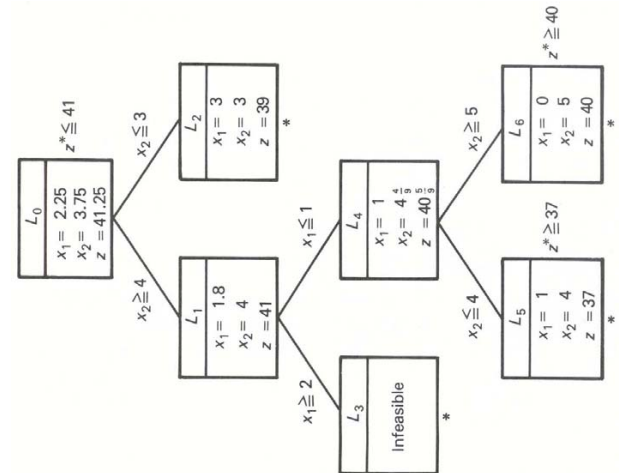 L₀
x₁ = 2.25
x₂ = 3.75
z = 41.25
z* ≦ 41
x₂ ≧ 4
x₂ ≦ 3
L₁
x₁ = 1.8
x₂ = 4
z = 41
L₂
x₁ = 3
x₂ = 3
z = 39
*
x₁ ≧ 2
x₁ ≦ 1
L₃
Infeasible
*
L₄
x₁ = 1
x₂ = 4 4/9
z = 40 5/9
x₂ ≦ 4
x₂ ≧ 5
L₅
x₁ = 1
x₂ = 4
z = 37
z* ≧ 37
*
L₆
x₁ = 0
x₂ = 5
z = 40
z* ≧ 40
*